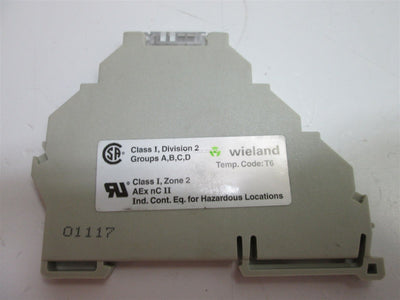 Class I, Division 2
Groups A,B,C,D
wieland
Temp. Code: T6
Class I, Zone 2
AEx nC II
Ind. Cont. Eq. for Hazardous Locations
01117